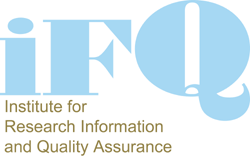 iFQ
Institute for
Research Information
and Quality Assurance